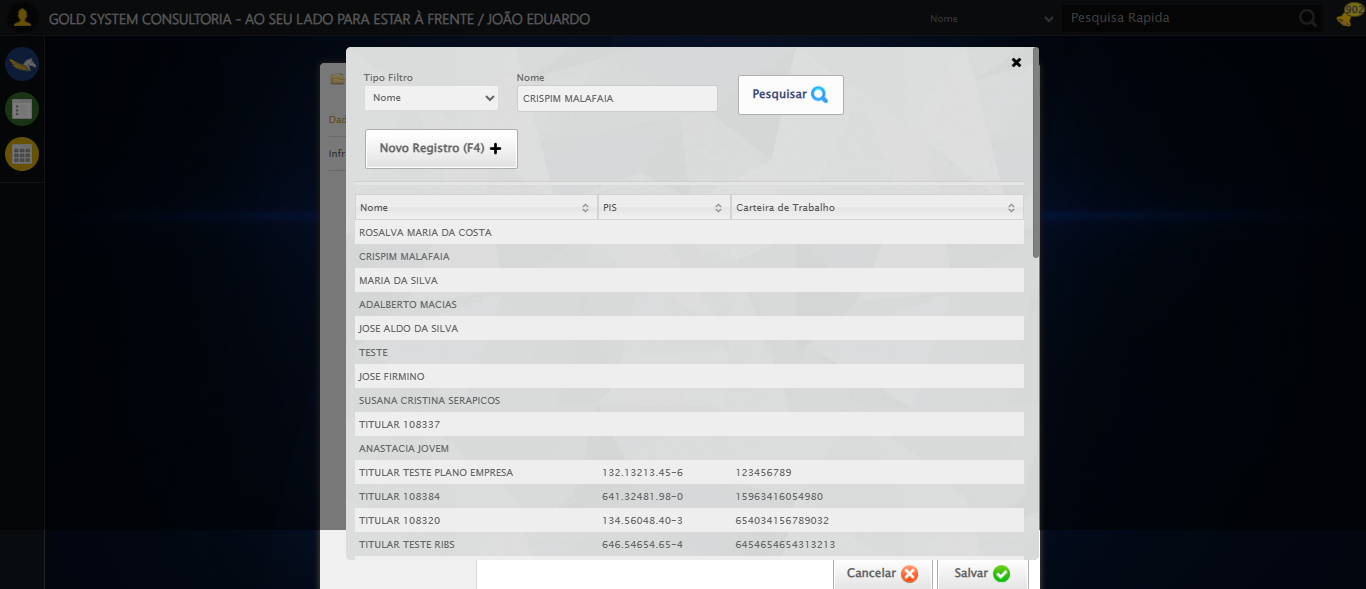 GOLD SYSTEM CONSULTORIA - AO SEU LADO PARA ESTAR À FRENTE / JOÃO EDUARDO
Nome
Pesquisa Rapida
902
Tipo Filtro
Nome
Nome
CRISPIM MALAFAIA
Pesquisar
Dad
Novo Registro (F4)
Infr
Nome PIS Carteira de Trabalho
ROSALVA MARIA DA COSTA
CRISPIM MALAFAIA
MARIA DA SILVA
ADALBERTO MACIAS
JOSE ALDO DA SILVA
TESTE
JOSE FIRMINO
SUSANA CRISTINA SERAPICOS
TITULAR 108337
ANASTACIA JOVEM
TITULAR TESTE PLANO EMPRESA 132.13213.45-6 123456789
TITULAR 108384 641.32481.98-0 15963416054980
TITULAR 108320 134.56048.40-3 654034156789032
TITULAR TESTE RIBS 646.54654.65-4 6454654654313213
Cancelar
Salvar